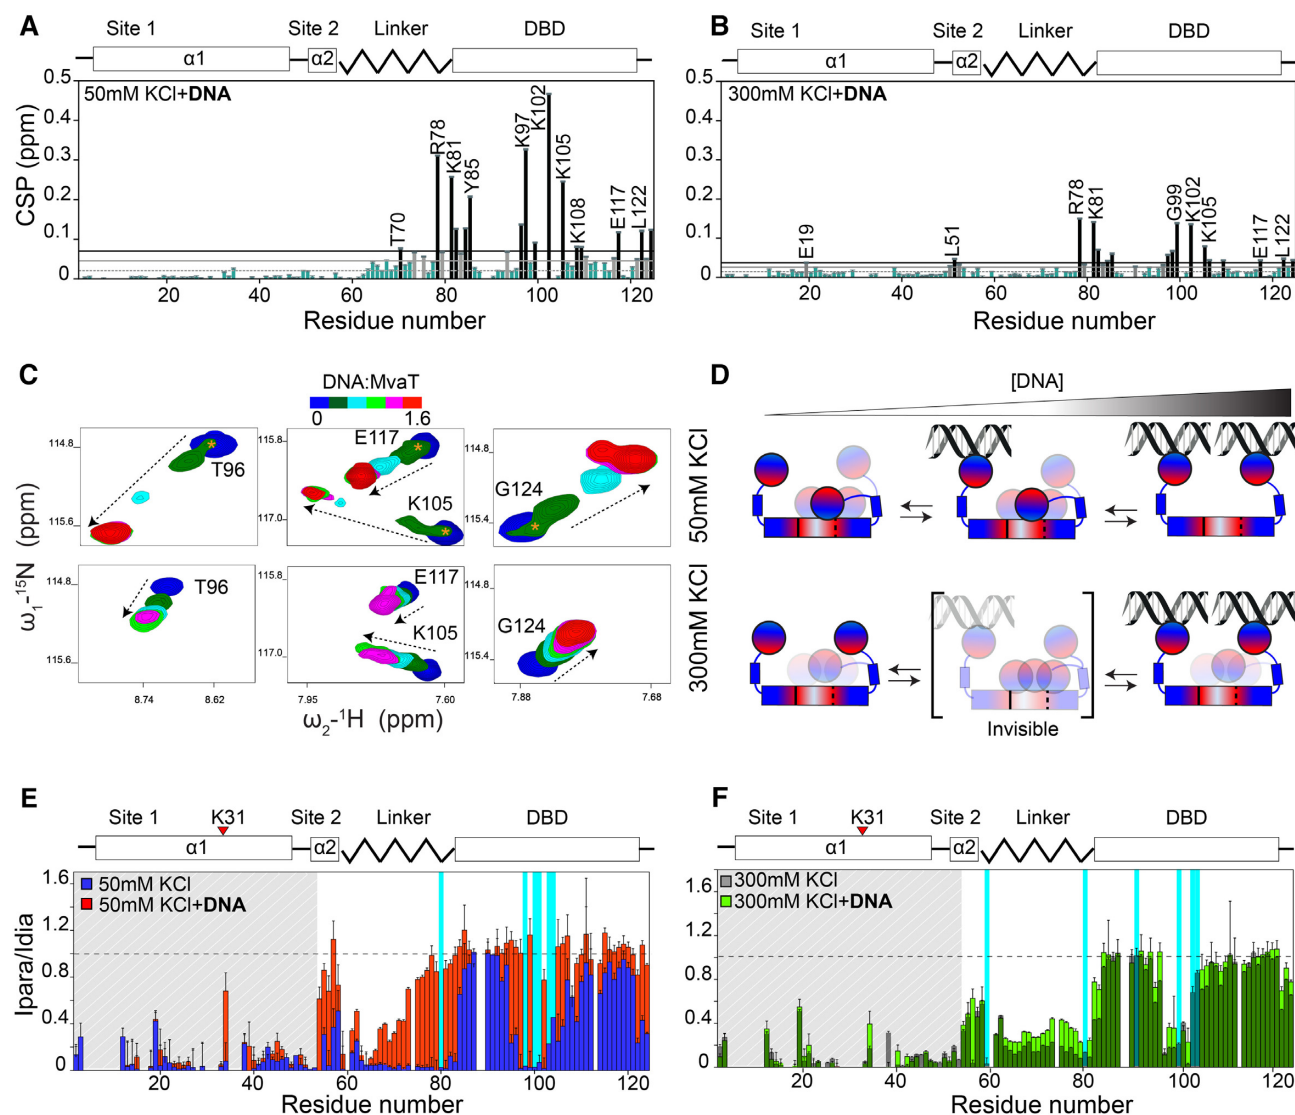 A
Site 1
Site 2
Linker
DBD
α1
α2
50mM KCl+DNA
CSP (ppm)
0.5
0.4
0.3
0.2
0.1
0
T70
R78
K81
Y85
K97
K102
K105
K108
E117
L122
20
40
60
80
100
120
Residue number
B
Site 1
Site 2
Linker
DBD
α1
α2
300mM KCl+DNA
0.5
0.4
0.3
0.2
0.1
0
E19
L51
R78
K81
G99
K102
K105
E117
L122
20
40
60
80
100
120
Residue number
C
DNA:MvaT
0
1.6
ω1-15N (ppm)
114.8
115.6
T96
115.8
117.0
E117
K105
114.8
115.4
G124
114.8
115.6
T96
115.8
117.0
E117
K105
114.8
115.4
G124
8.74
8.62
7.95
7.60
7.88
7.68
ω2-1H (ppm)
D
[DNA]
50mM KCl
300mM KCl
Invisible
E
Site 1
K31
Site 2
Linker
DBD
α1
α2
50mM KCl
50mM KCl+DNA
Ipara/Idia
1.6
1.2
0.8
0.4
0
20
40
60
80
100
120
Residue number
F
Site 1
K31
Site 2
Linker
DBD
α1
α2
300mM KCl
300mM KCl+DNA
1.6
1.2
0.8
0.4
0
20
40
60
80
100
120
Residue number